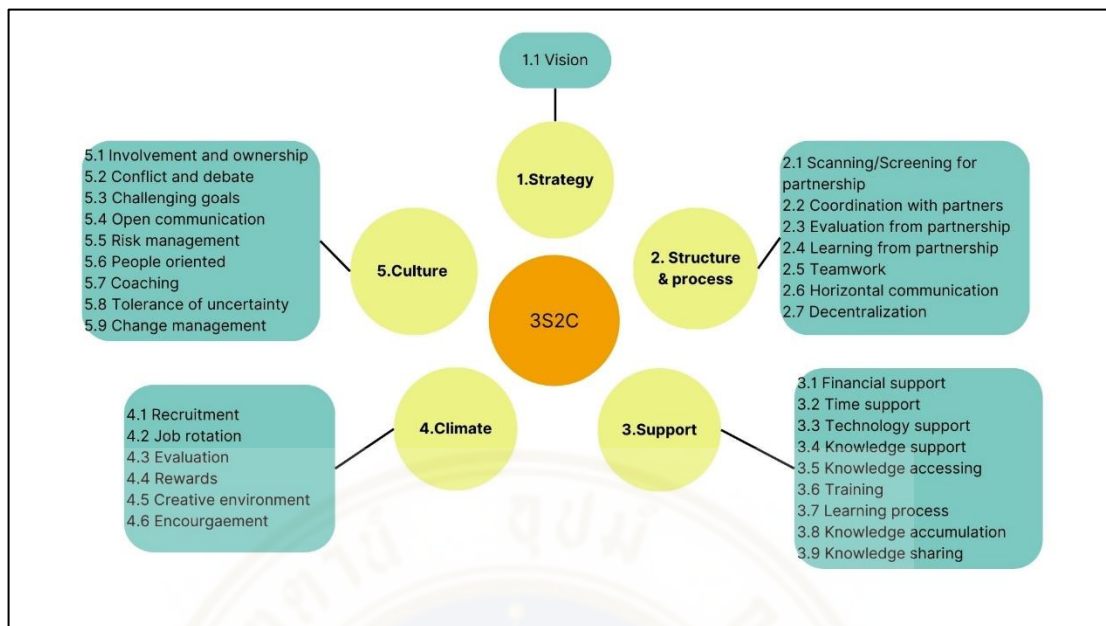 1.1 Vision
1.Strategy
2. Structure
& process
2.1 Scanning/Screening for
partnership
2.2 Coordination with partners
2.3 Evaluation from partnership
2.4 Learning from partnership
2.5 Teamwork
2.6 Horizontal communication
2.7 Decentralization
3.Support
3.1 Financial support
3.2 Time support
3.3 Technology support
3.4 Knowledge support
3.5 Knowledge accessing
3.6 Training
3.7 Learning process
3.8 Knowledge accumulation
3.9 Knowledge sharing
4.Climate
4.1 Recruitment
4.2 Job rotation
4.3 Evaluation
4.4 Rewards
4.5 Creative environment
4.6 Encourgaement
5.Culture
5.1 Involvement and ownership
5.2 Conflict and debate
5.3 Challenging goals
5.4 Open communication
5.5 Risk management
5.6 People oriented
5.7 Coaching
5.8 Tolerance of uncertainty
5.9 Change management
3S2C